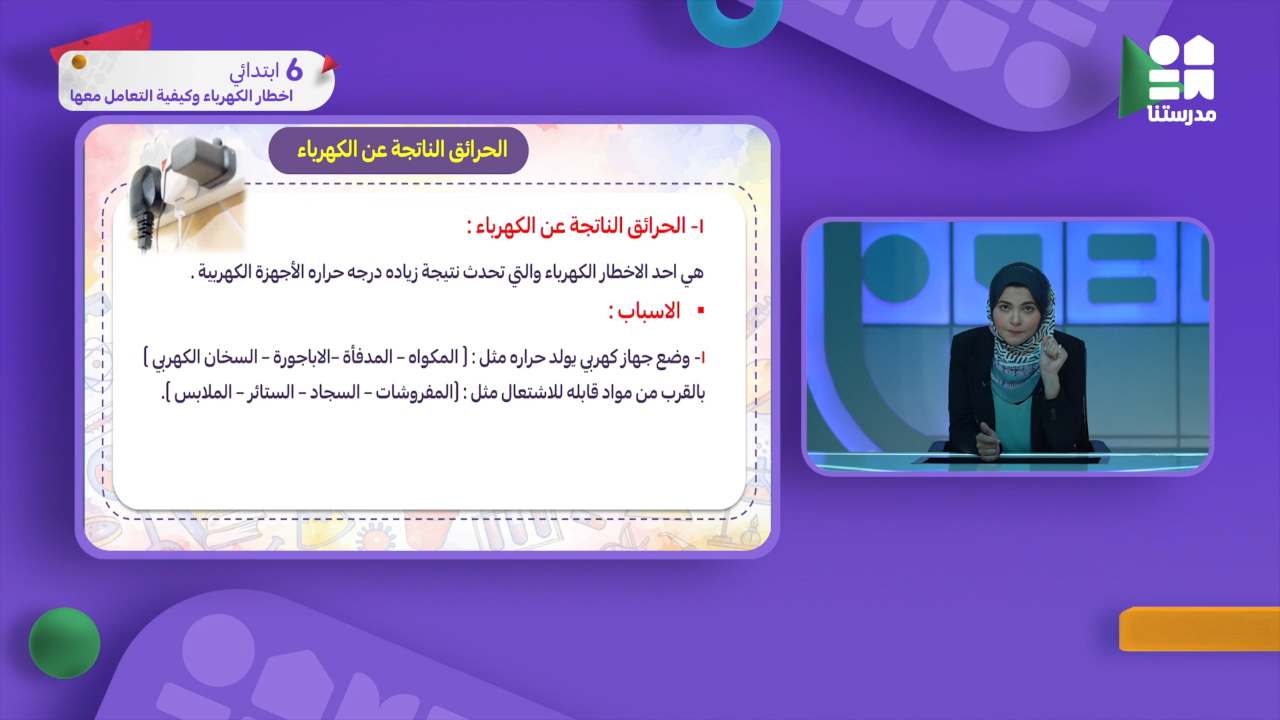 6 ابتدائي
اخطار الكهرباء وكيفية التعامل معها
مدرستنا
الحرائق الناتجة عن الكهرباء
١- الحرائق الناتجة عن الكهرباء :
هي احد الاخطار الكهرباء والتي تحدث نتيجة زياده درجه حراره الأجهزة الكهربية .
▪ الاسباب :
١- وضع جهاز كهربي يولد حراره مثل : ( المكواه – المدفأة –الاباجورة – السخان الكهربي )
بالقرب من مواد قابله للاشتعال مثل : (المفروشات – السجاد – الستائر – الملابس ).